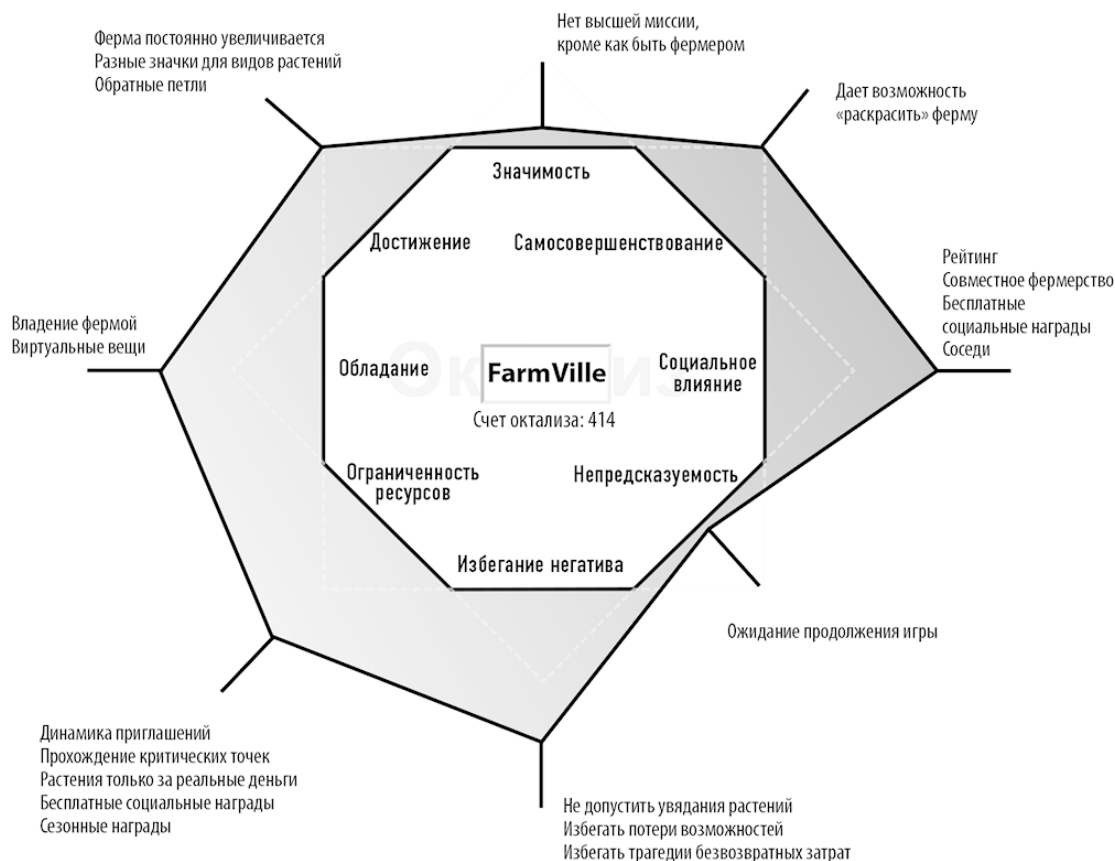 Нет высшей миссии,
кроме как быть фермером
Ферма постоянно увеличивается
Разные значки для видов растений
Обратные петли
Дает возможность
«раскрасить» ферму
Значимость
Достижение
Самосовершенствование
Рейтинг
Совместное фермерство
Бесплатные
социальные награды
Соседи
Владение фермой
Виртуальные вещи
Обладание
FarmVille
Социальное
влияние
Счет октализа: 414
Ограниченность
ресурсов
Непредсказуемость
Избегание негатива
Ожидание продолжения игры
Динамика приглашений
Прохождение критических точек
Растения только за реальные деньги
Бесплатные социальные награды
Сезонные награды
Не допустить увядания растений
Избегать потери возможностей
Избегать трагедии безвозвратных затрат